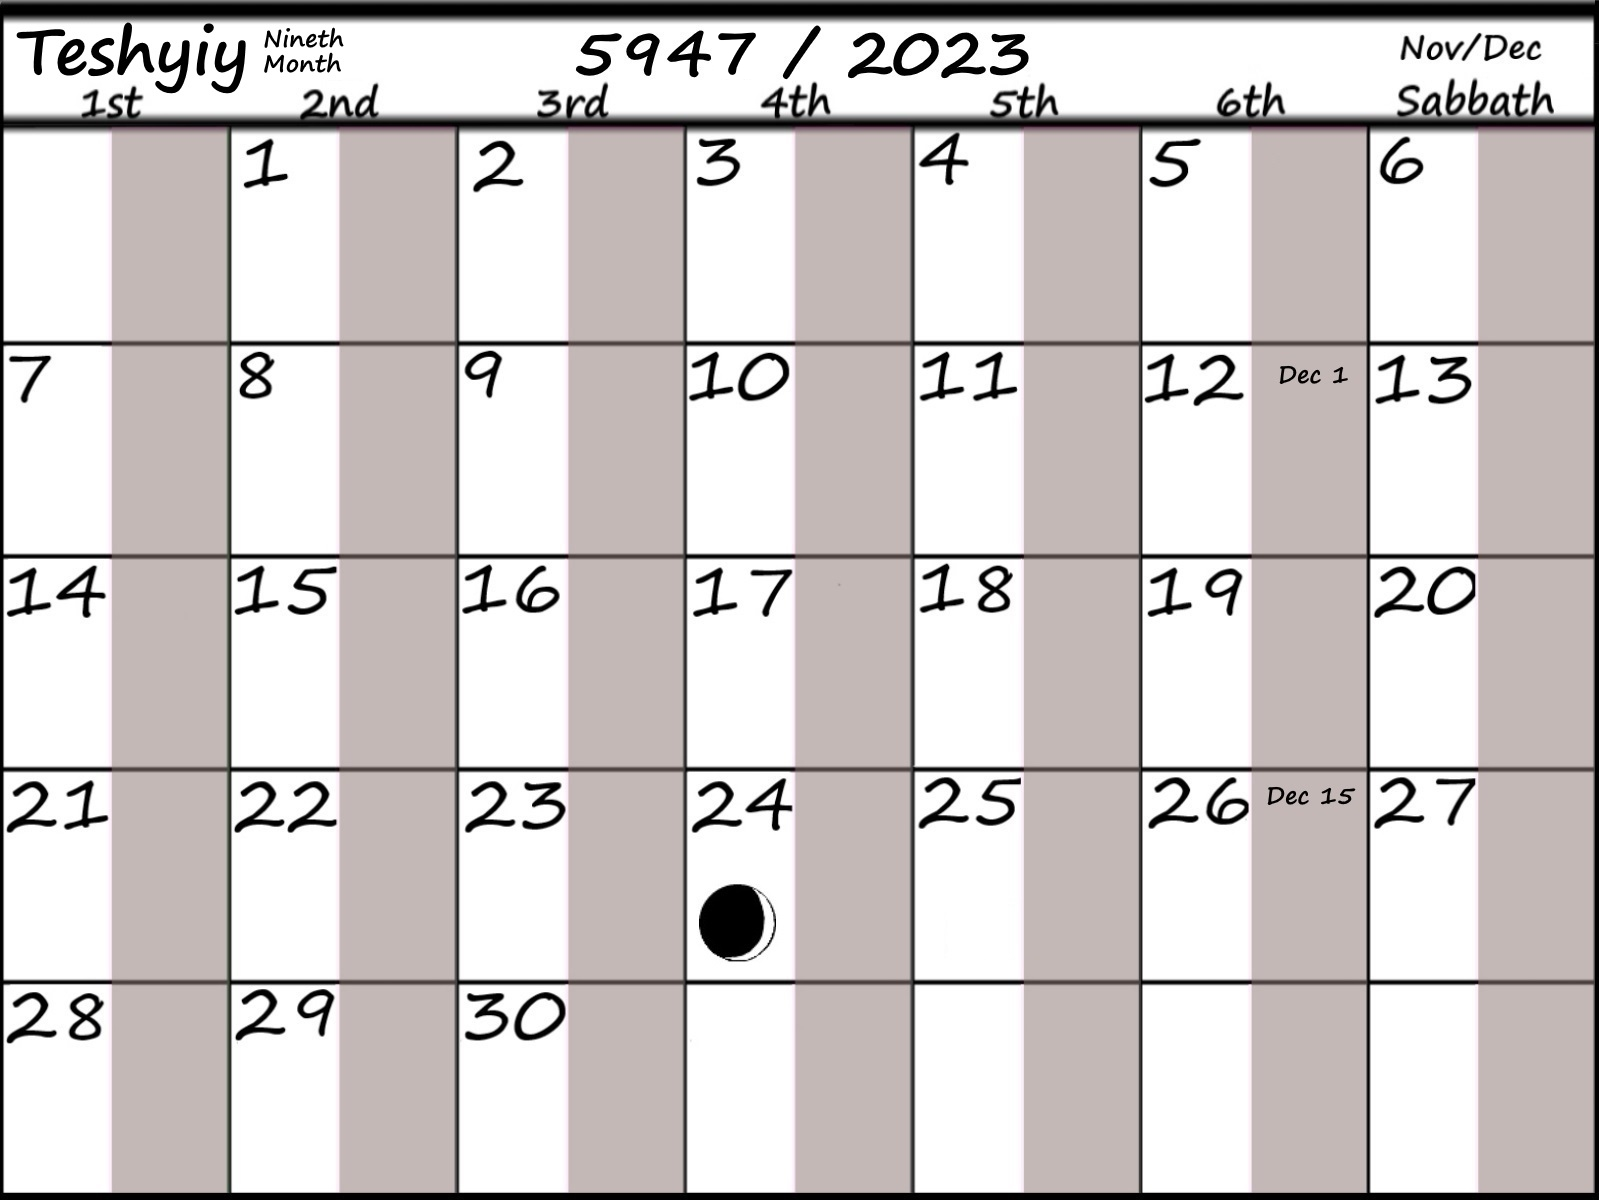 Teshyiy Nineth Month 5947 / 2023 Nov/Dec
1st 2nd 3rd 4th 5th 6th Sabbath
1 2 3 4 5 6
7 8 9 10 11 12 Dec 1 13
14 15 16 17 18 19 20
21 22 23 24 25 26 Dec 15 27
28 29 30